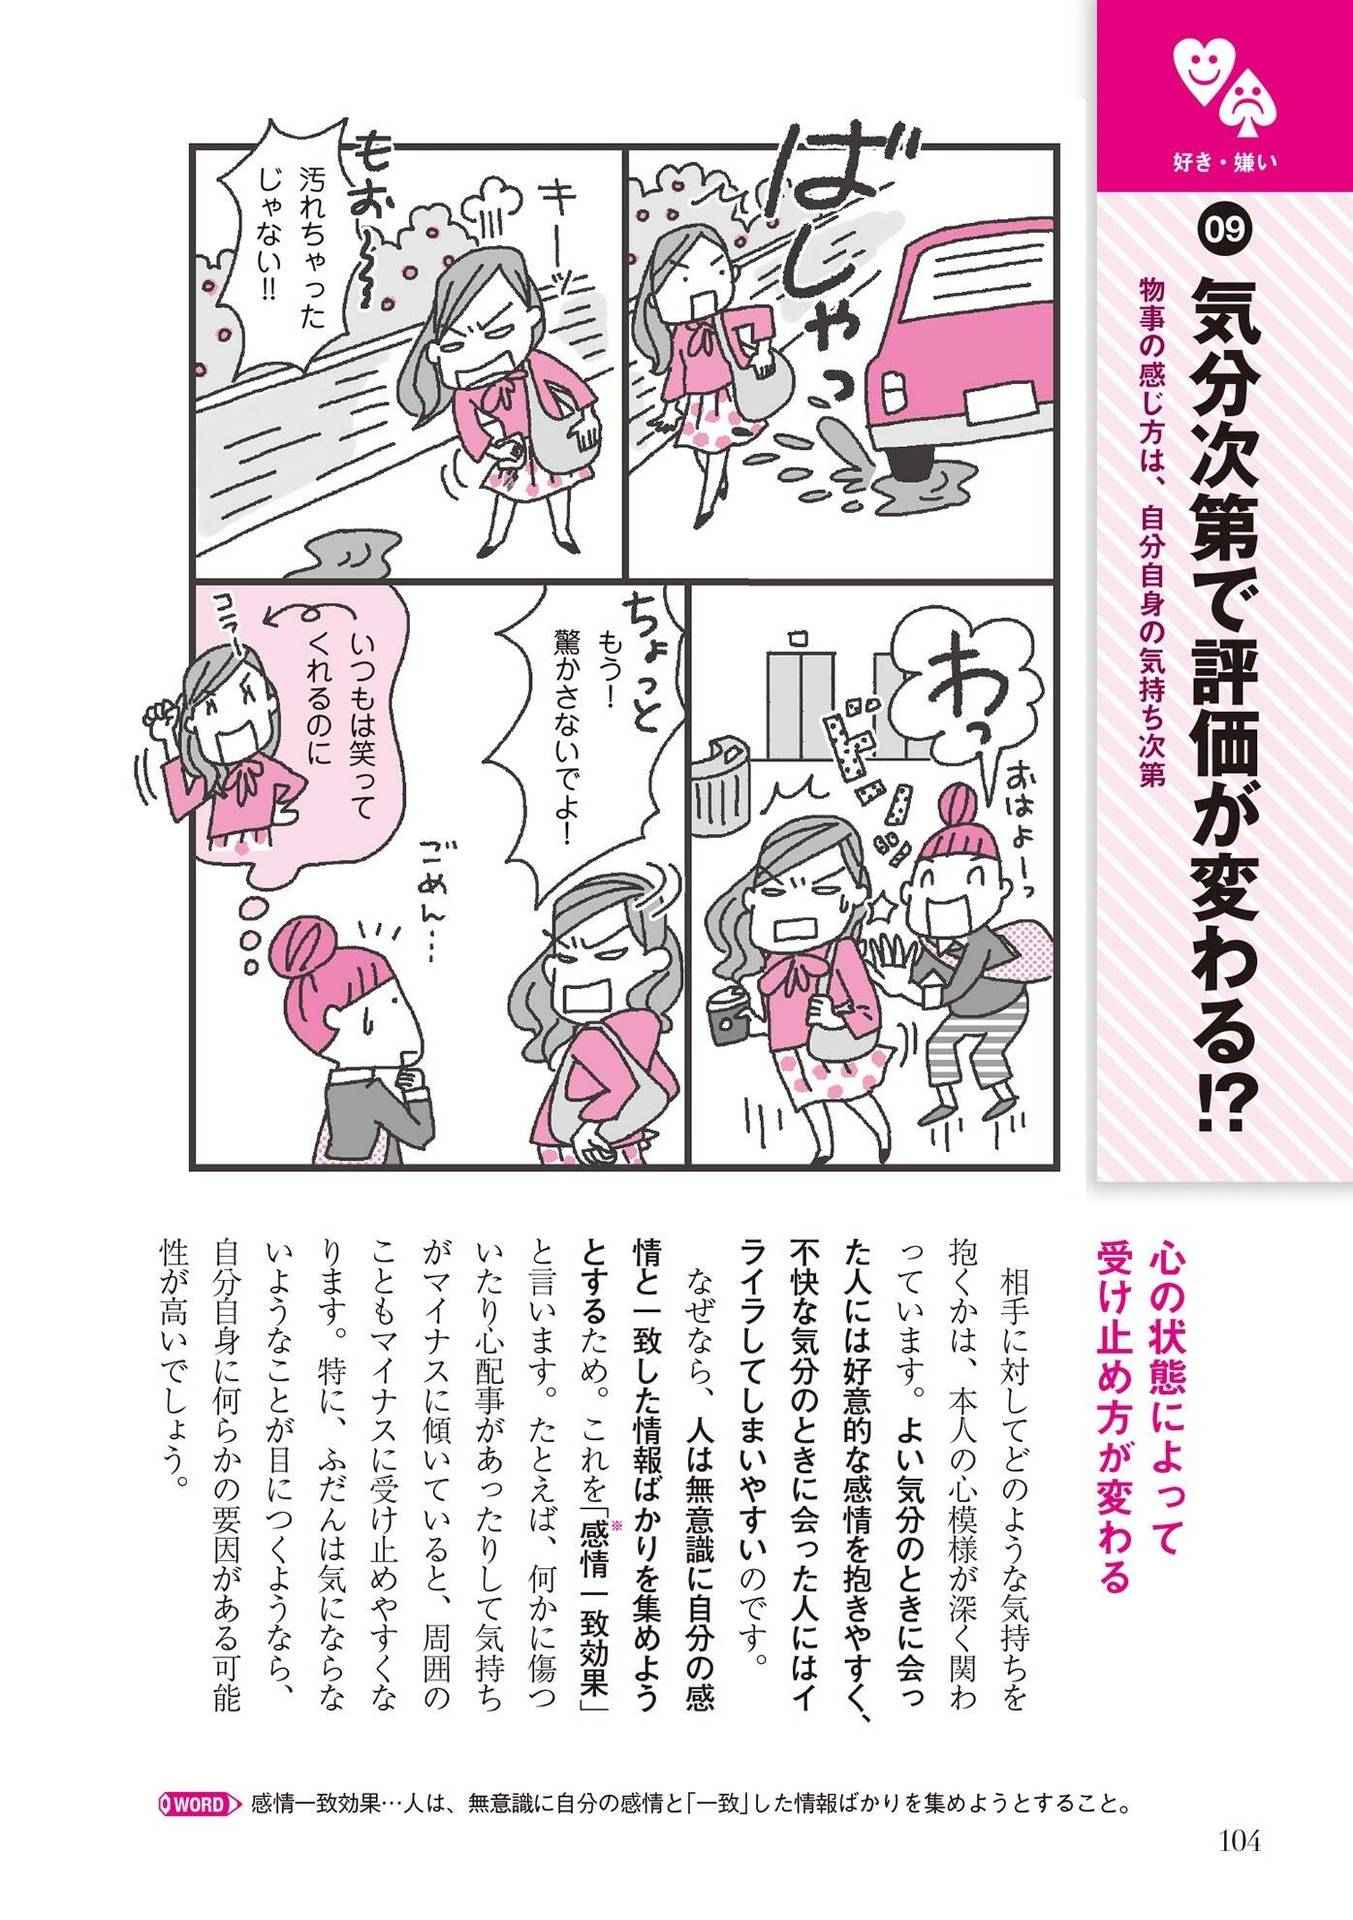 好き・嫌い
09
気分次第で評価が変わる!?
物事の感じ方は、自分自身の気持ち次第
ばしゃっ
キーッ
もお〜〜
汚れちゃった
じゃない!!
わっ
おはよーっ
ドン
ドン
ちょっと
もう!
驚かさないでよ!
ごめん…
いつもは笑って
くれるのに
コラー
心の状態によって
受け止め方が変わる
相手に対してどのような気持ちを
抱くかは、本人の心模様が深く関わ
っています。よい気分のときに会っ
た人には好意的な感情を抱きやすく、
不快な気分のときに会った人にはイ
ライラしてしまいやすいのです。
なぜなら、人は無意識に自分の感
情と一致した情報ばかりを集めよう
とするため。これを「感情一致効果」※
と言います。たとえば、何かに傷つ
いたり心配事があったりして気持ち
がマイナスに傾いていると、周囲の
こともマイナスに受け止めやすくな
ります。特に、ふだんは気にならな
いようなことが目につくようなら、
自分自身に何らかの要因がある可能
性が高いでしょう。
WORD 感情一致効果…人は、無意識に自分の感情と「一致」した情報ばかりを集めようとすること。
104